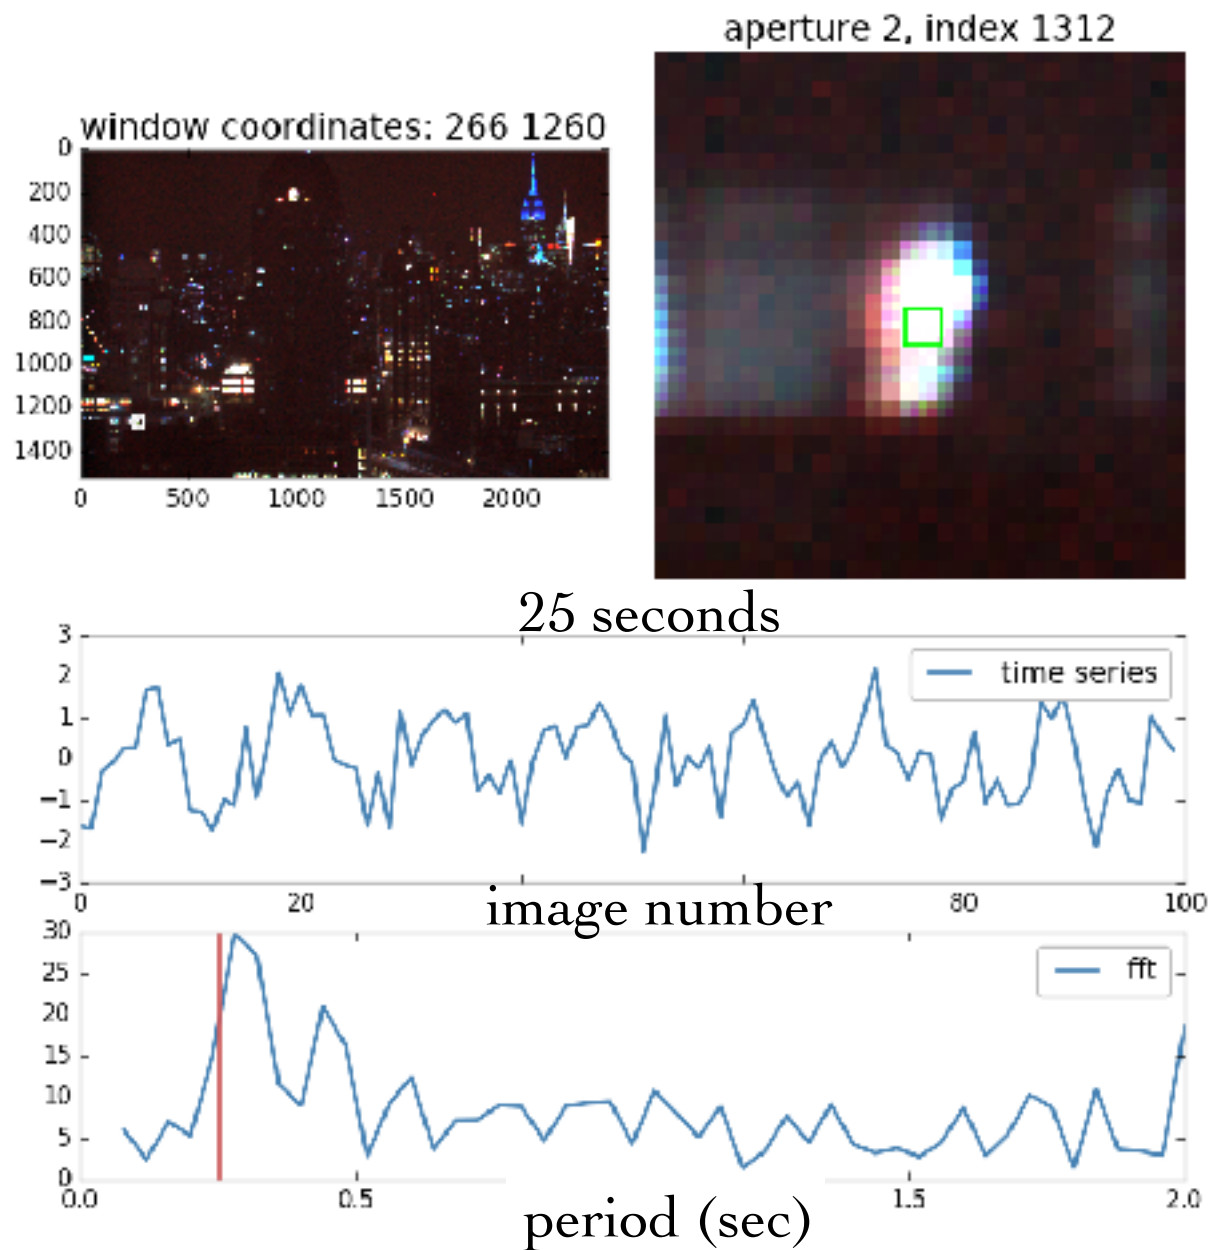 aperture 2, index 1312
window coordinates: 266 1260
0
200
400
600
800
1000
1200
1400
0 500 1000 1500 2000
25 seconds
3
2
1
0
−1
−2
−3
time series
0 20 80 100
image number
30
25
20
15
10
5
0
fft
0.0 0.5 1.5 2.0
period (sec)